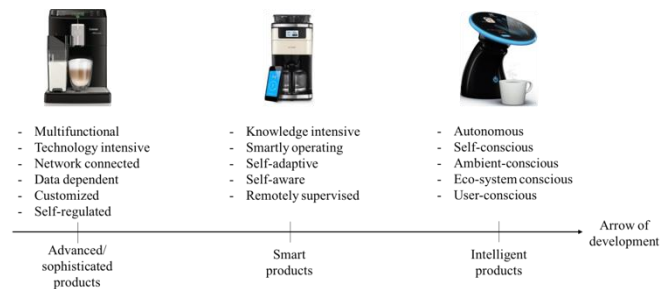 - Multifunctional
- Technology intensive
- Network connected
- Data dependent
- Customized
- Self-regulated
- Knowledge intensive
- Smartly operating
- Self-adaptive
- Self-aware
- Remotely supervised
- Autonomous
- Self-conscious
- Ambient-conscious
- Eco-system conscious
- User-conscious
Advanced/
sophisticated
products
Smart
products
Intelligent
products
Arrow of
development